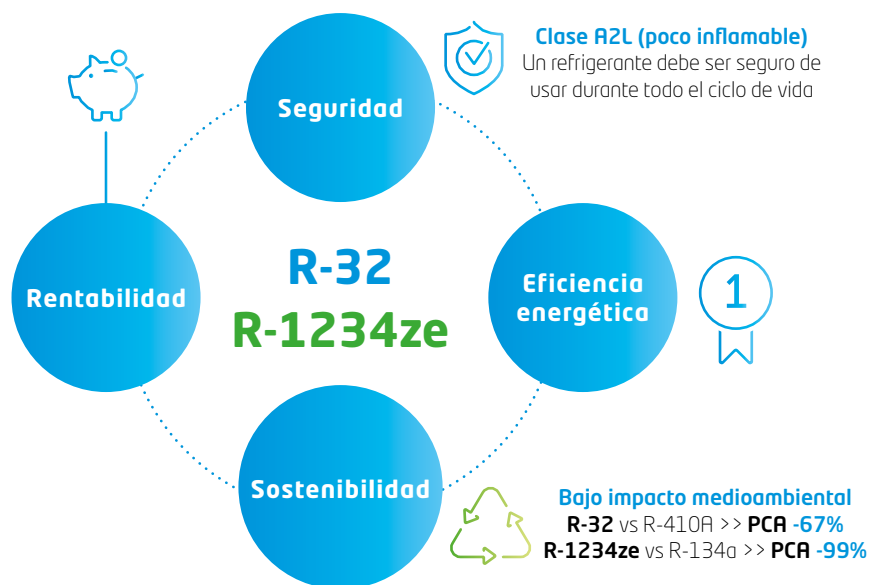 Clase A2L (poco inflamable)
Un refrigerante debe ser seguro de
usar durante todo el ciclo de vida
Seguridad
Rentabilidad
R-32
R-1234ze
Eficiencia
energética
1
Sostenibilidad
Bajo impacto medioambiental
R-32 vs R-410A >> PCA -67%
R-1234ze vs R-134a >> PCA -99%